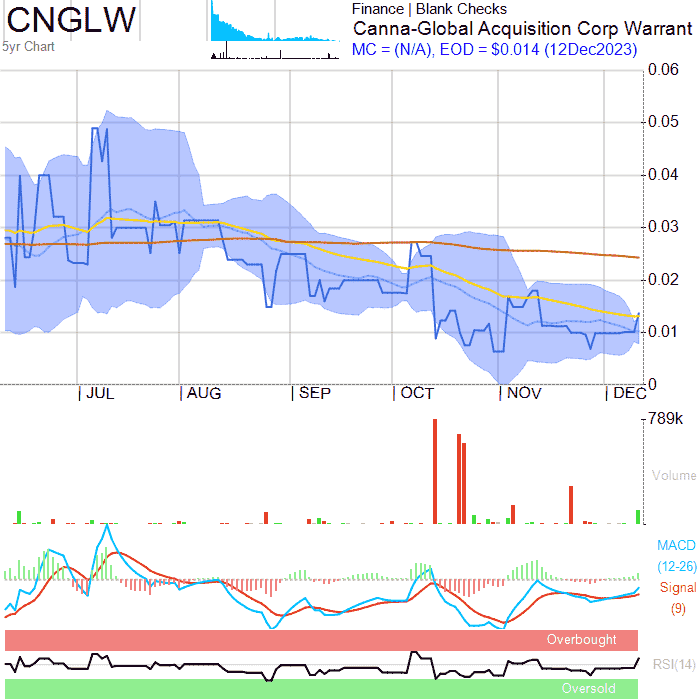 CNGLW
Finance | Blank Checks
Canna-Global Acquisition Corp Warrant
5yr Chart
MC = (N/A), EOD = $0.014 (12Dec2023)
0.06
0.05
0.04
0.03
0.02
0.01
0
JUL AUG SEP OCT NOV DEC
789k
Volume
MACD
(12-26)
Signal
(9)
Overbought
RSI(14)
Oversold